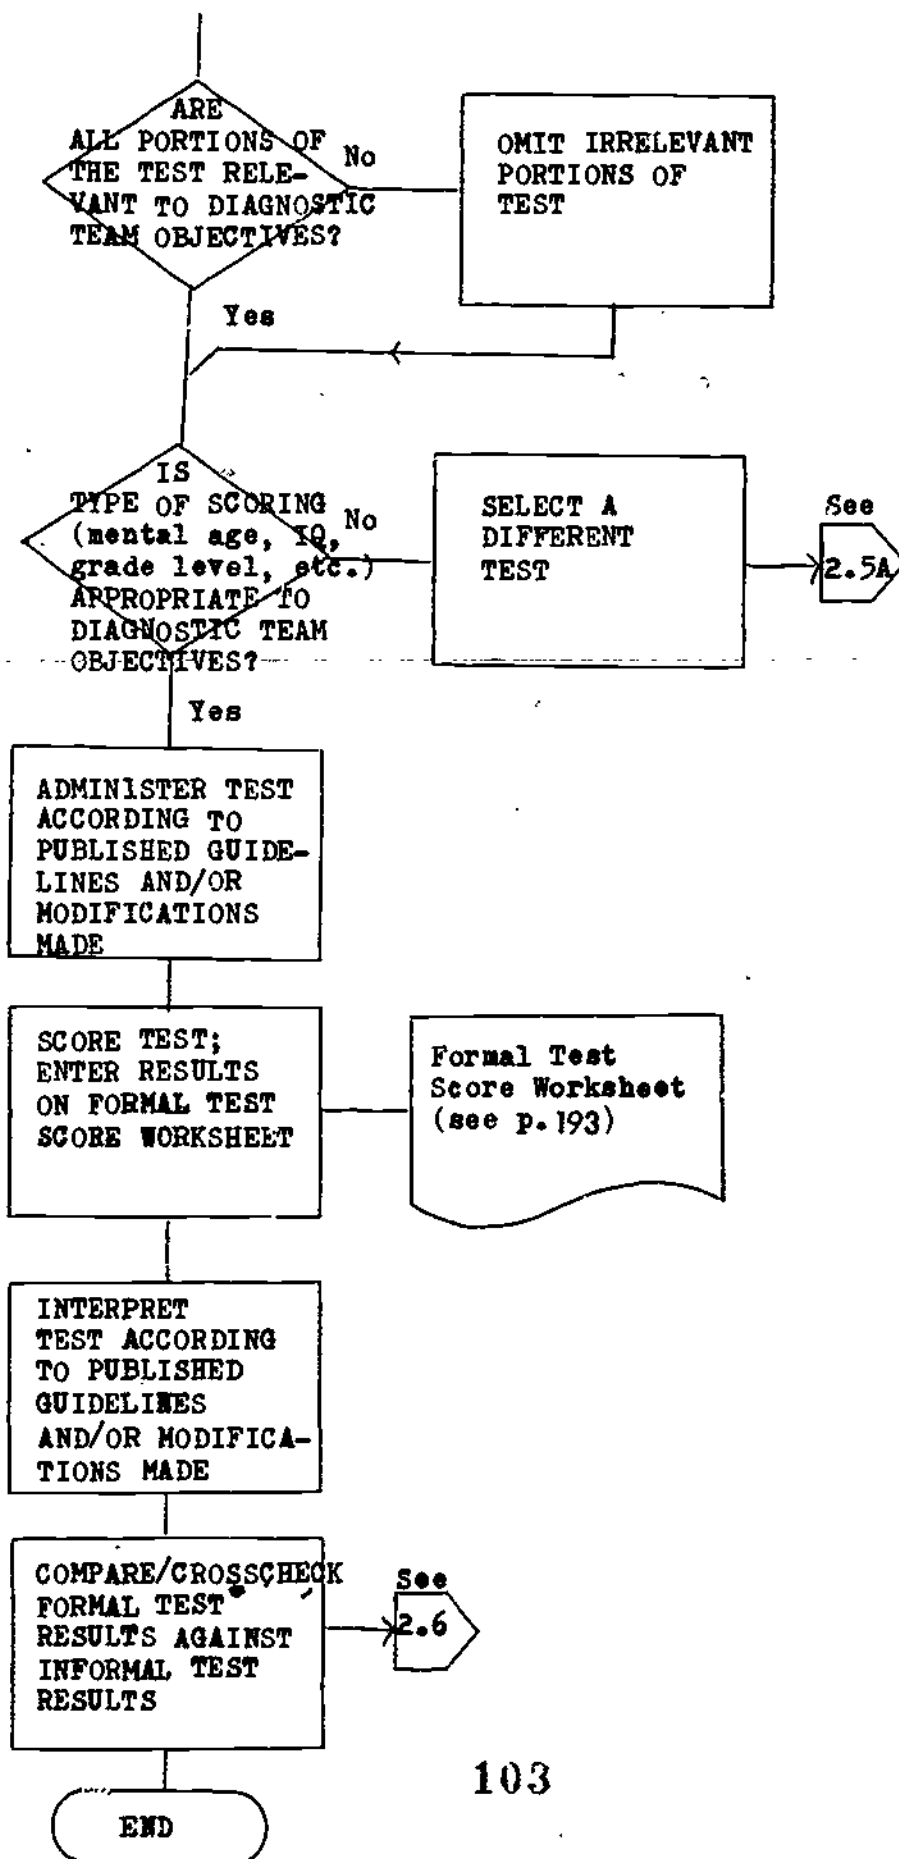 ARE
ALL PORTIONS OF
THE TEST RELE-
VANT TO DIAGNOSTIC
TEAM OBJECTIVES?
No
OMIT IRRELEVANT
PORTIONS OF
TEST
Yes
IS
TYPE OF SCORING
(mental age, IQ,
grade level, etc.)
APPROPRIATE TO
DIAGNOSTIC TEAM
OBJECTIVES?
No
SELECT A
DIFFERENT
TEST
See
2.5A
Yes
ADMINISTER TEST
ACCORDING TO
PUBLISHED GUIDE-
LINES AND/OR
MODIFICATIONS
MADE
SCORE TEST;
ENTER RESULTS
ON FORMAL TEST
SCORE WORKSHEET
Formal Test
Score Worksheet
(see p.193)
INTERPRET
TEST ACCORDING
TO PUBLISHED
GUIDELINES
AND/OR MODIFICA-
TIONS MADE
COMPARE/CROSSCHECK
FORMAL TEST
RESULTS AGAINST
INFORMAL TEST
RESULTS
See
2.6
END
103